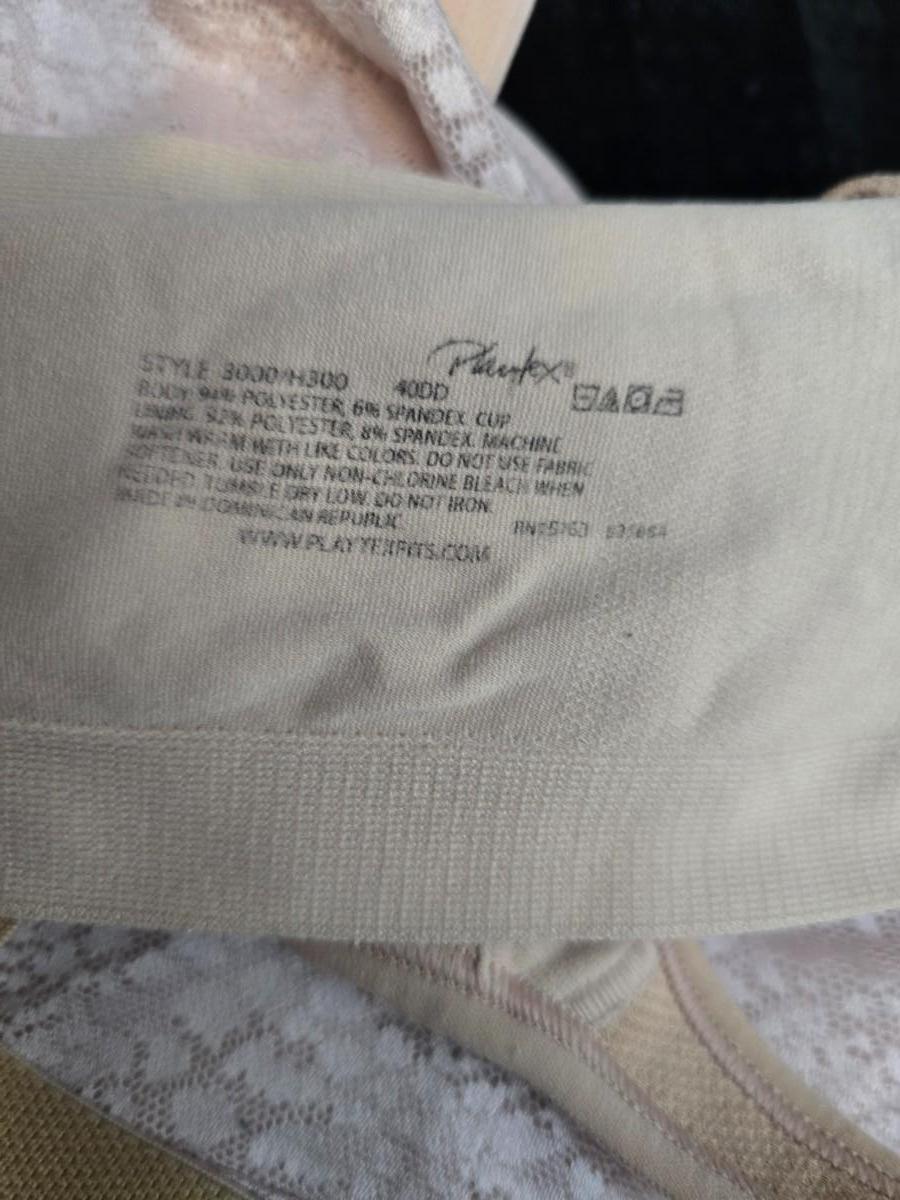 Playtex®
STYLE 3000/H300 40DD
BODY: 94% POLYESTER, 6% SPANDEX. CUP
LINING: 92% POLYESTER, 8% SPANDEX. MACHINE
WASH WARM WITH LIKE COLORS. DO NOT USE FABRIC
SOFTENER. USE ONLY NON-CHLORINE BLEACH WHEN
NEEDED. TUMBLE DRY LOW. DO NOT IRON.
MADE IN DOMINICAN REPUBLIC
WWW.PLAYTEXFITS.COM